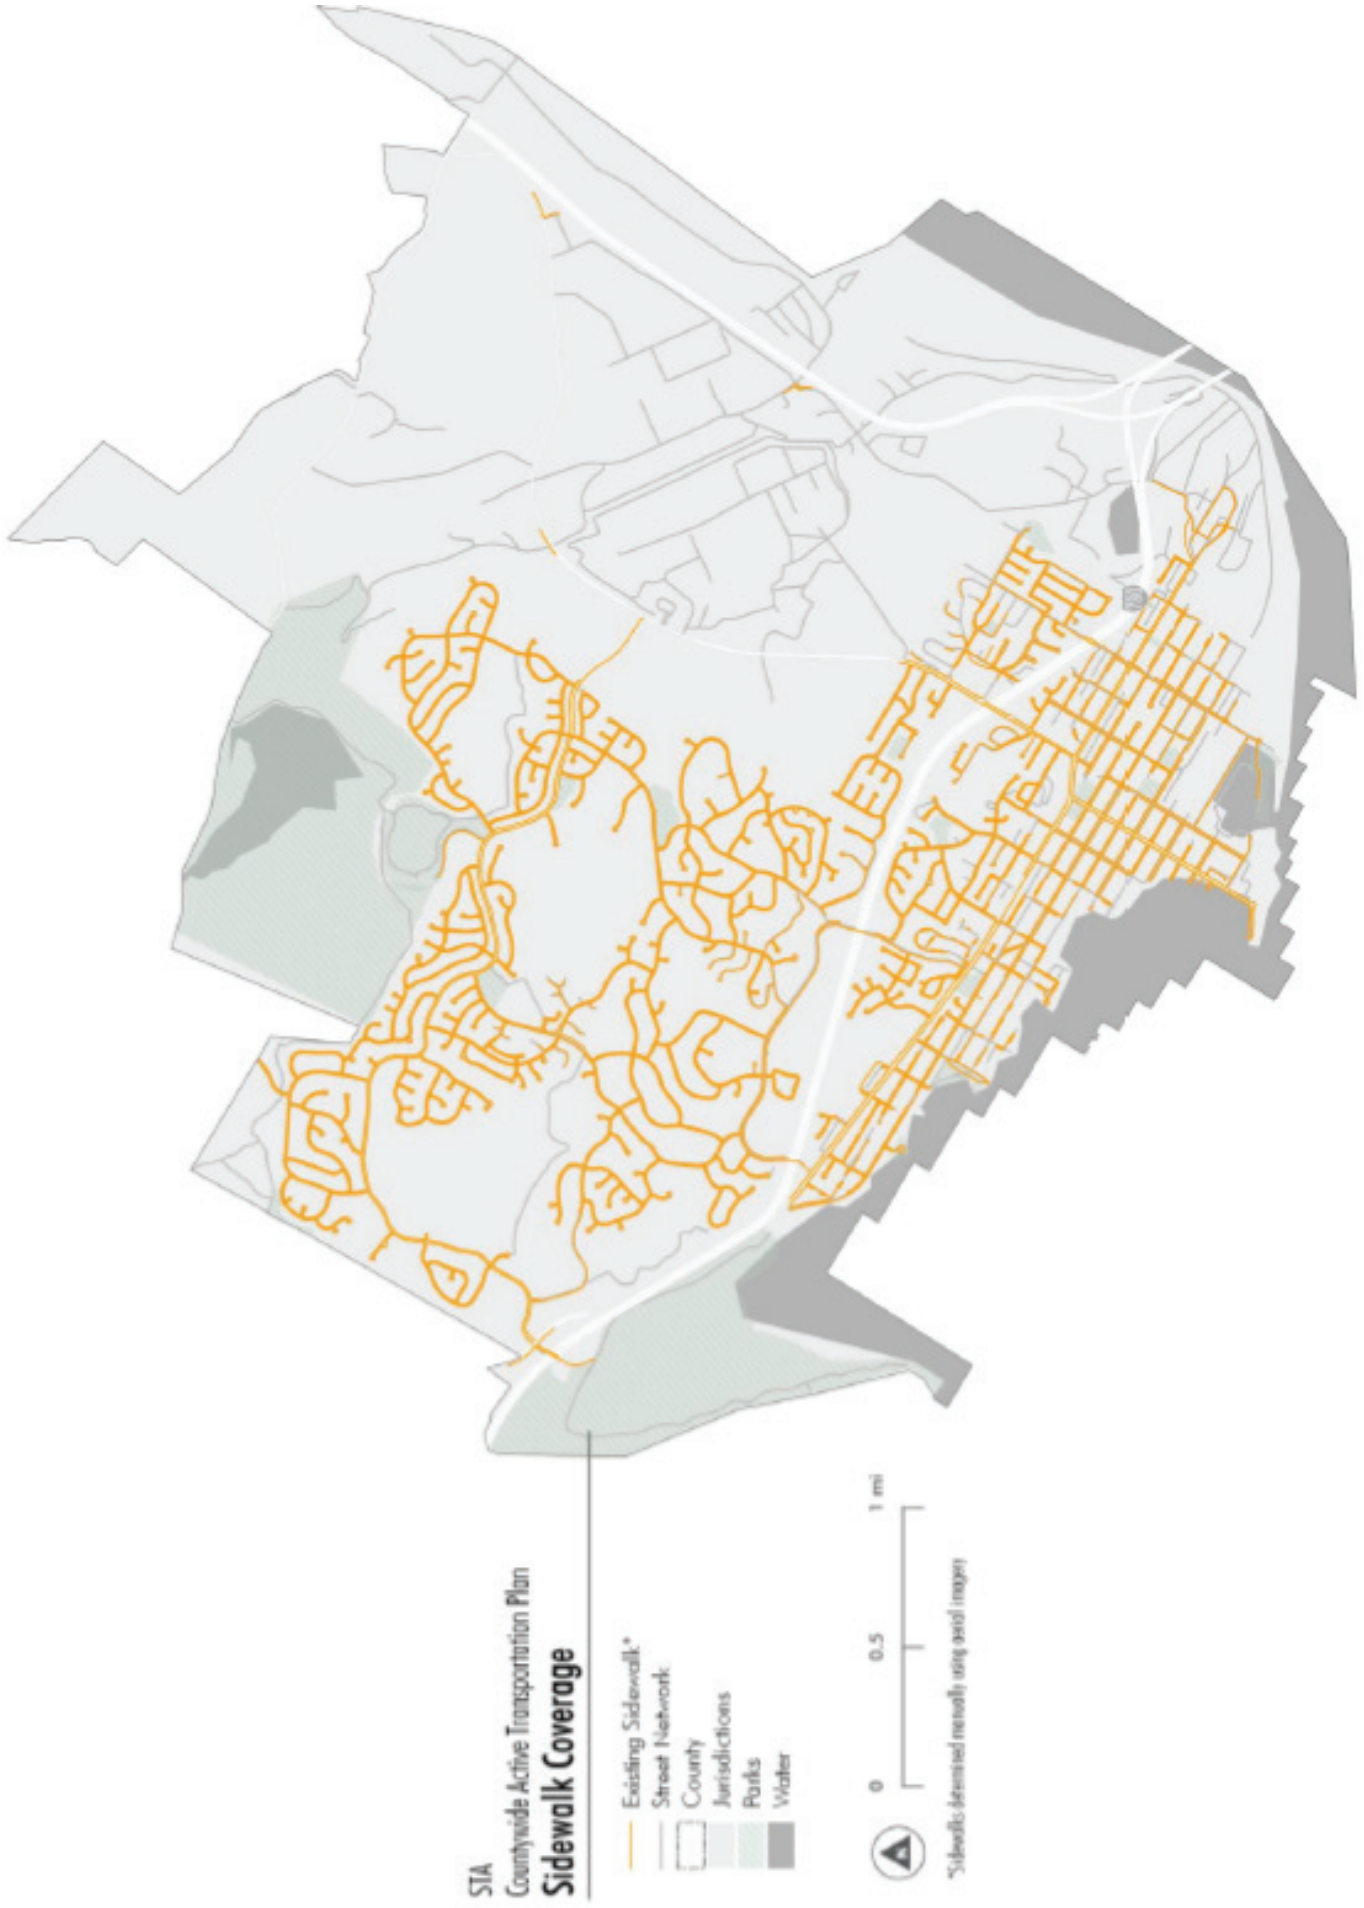 STA
Countywide Active Transportation Plan
Sidewalk Coverage
Existing Sidewalk*
Street Network
County
Jurisdictions
Parks
Water
0 0.5 1 mi
*Sidewalks determined manually using aerial imagery